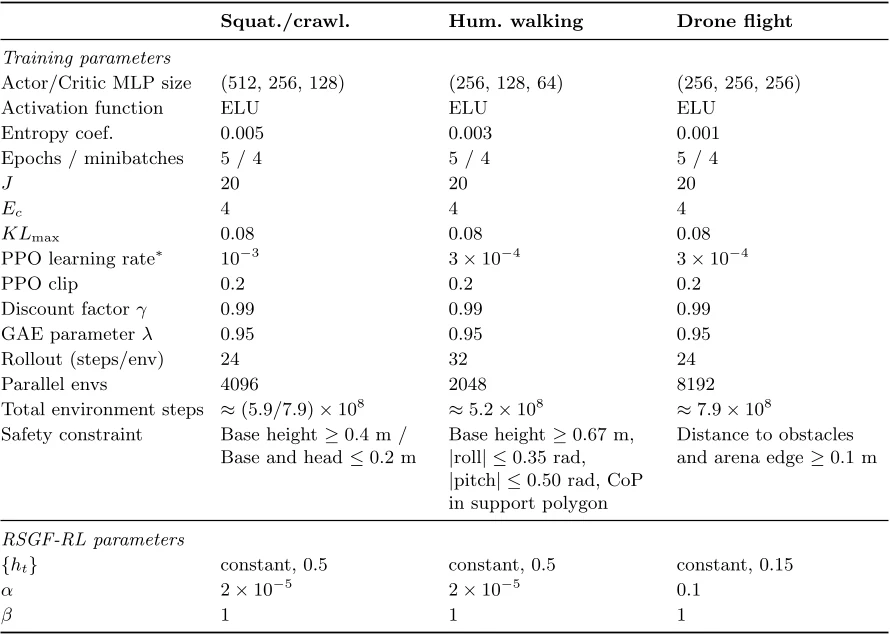 Squat./crawl. Hum. walking Drone flight
Training parameters
Actor/Critic MLP size (512, 256, 128) (256, 128, 64) (256, 256, 256)
Activation function ELU ELU ELU
Entropy coef. 0.005 0.003 0.001
Epochs / minibatches 5 / 4 5 / 4 5 / 4
J 20 20 20
E_c 4 4 4
KL_max 0.08 0.08 0.08
PPO learning rate* 10⁻³ 3 × 10⁻⁴ 3 × 10⁻⁴
PPO clip 0.2 0.2 0.2
Discount factor γ 0.99 0.99 0.99
GAE parameter λ 0.95 0.95 0.95
Rollout (steps/env) 24 32 24
Parallel envs 4096 2048 8192
Total environment steps ≈ (5.9/7.9) × 10⁸ ≈ 5.2 × 10⁸ ≈ 7.9 × 10⁸
Safety constraint Base height ≥ 0.4 m / Base height ≥ 0.67 m, Distance to obstacles
Base and head ≤ 0.2 m |roll| ≤ 0.35 rad, and arena edge ≥ 0.1 m
|pitch| ≤ 0.50 rad, CoP
in support polygon
RSGF-RL parameters
{h_t} constant, 0.5 constant, 0.5 constant, 0.15
α 2 × 10⁻⁵ 2 × 10⁻⁵ 0.1
β 1 1 1